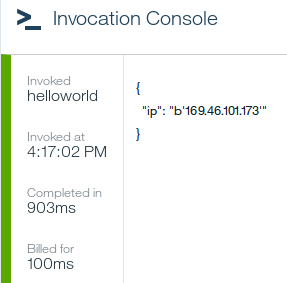 >_ Invocation Console
Invoked
helloworld
Invoked at
4:17:02 PM
Completed in
903ms
Billed for
100ms
{
"ip": "b'169.46.101.173'"
}